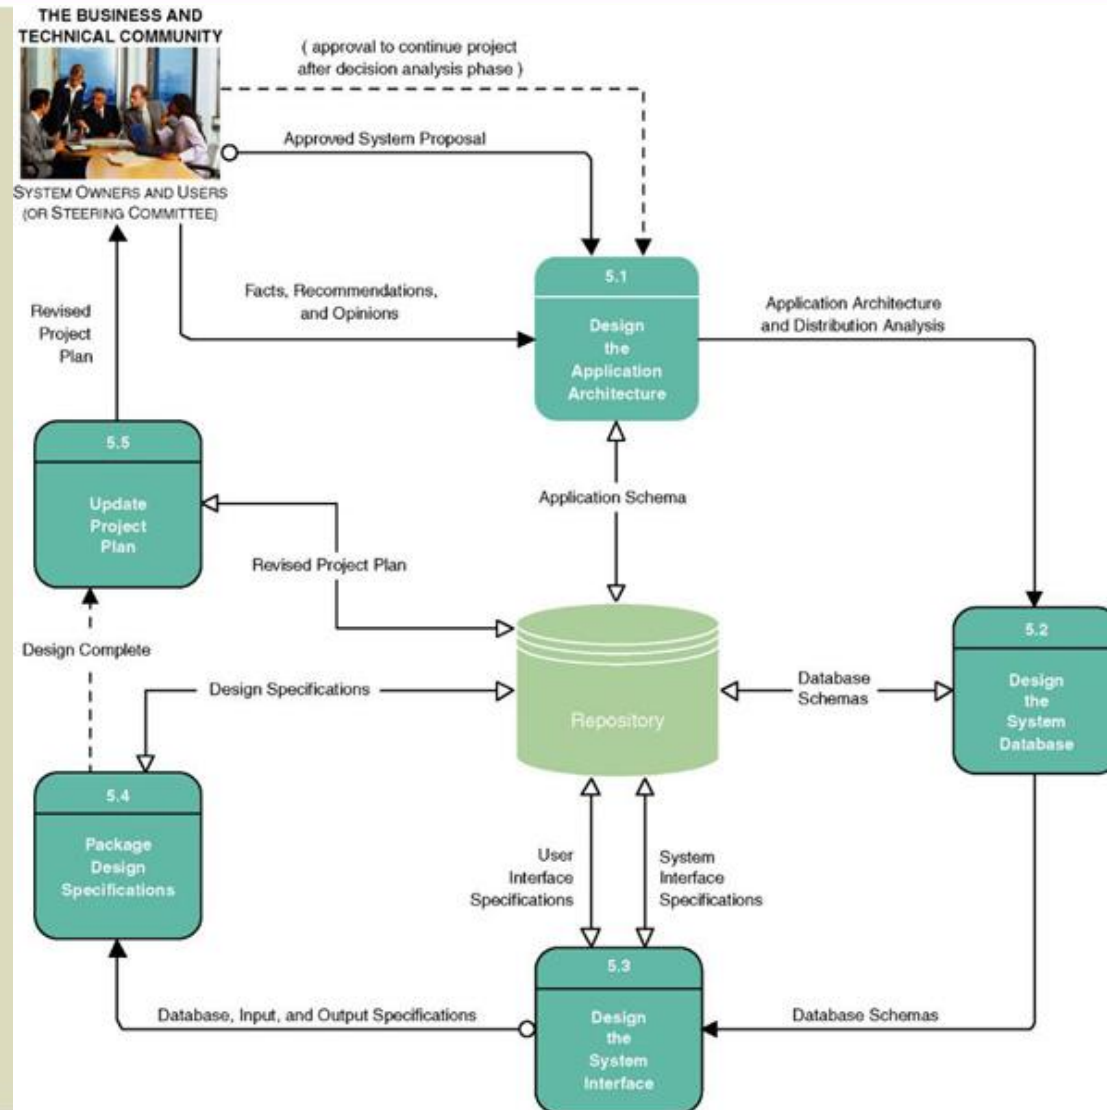 THE BUSINESS AND
TECHNICAL COMMUNITY
( approval to continue project
after decision analysis phase )
Approved System Proposal
SYSTEM OWNERS AND USERS
(OR STEERING COMMITTEE)
Revised
Project
Plan
Facts, Recommendations,
and Opinions
5.1
Design
the
Application
Architecture
Application Architecture
and Distribution Analysis
5.5
Update
Project
Plan
Application Schema
Revised Project Plan
Design Complete
Design Specifications
Repository
Database
Schemas
5.2
Design
the
System
Database
5.4
Package
Design
Specifications
User
Interface
Specifications
System
Interface
Specifications
5.3
Design
the
System
Interface
Database, Input, and Output Specifications
Database Schemas